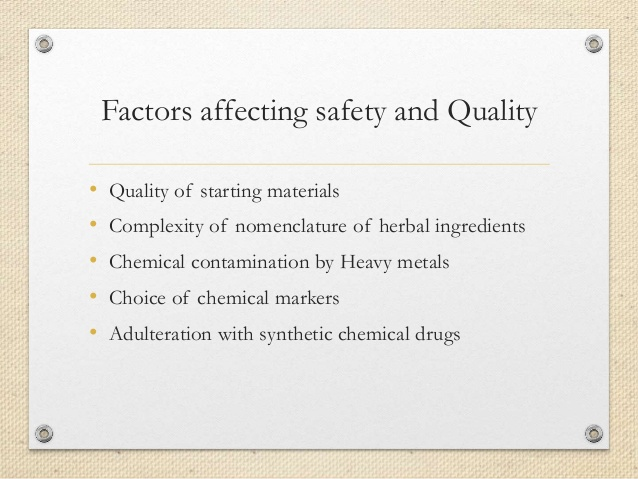 Factors affecting safety and Quality
• Quality of starting materials
• Complexity of nomenclature of herbal ingredients
• Chemical contamination by Heavy metals
• Choice of chemical markers
• Adulteration with synthetic chemical drugs